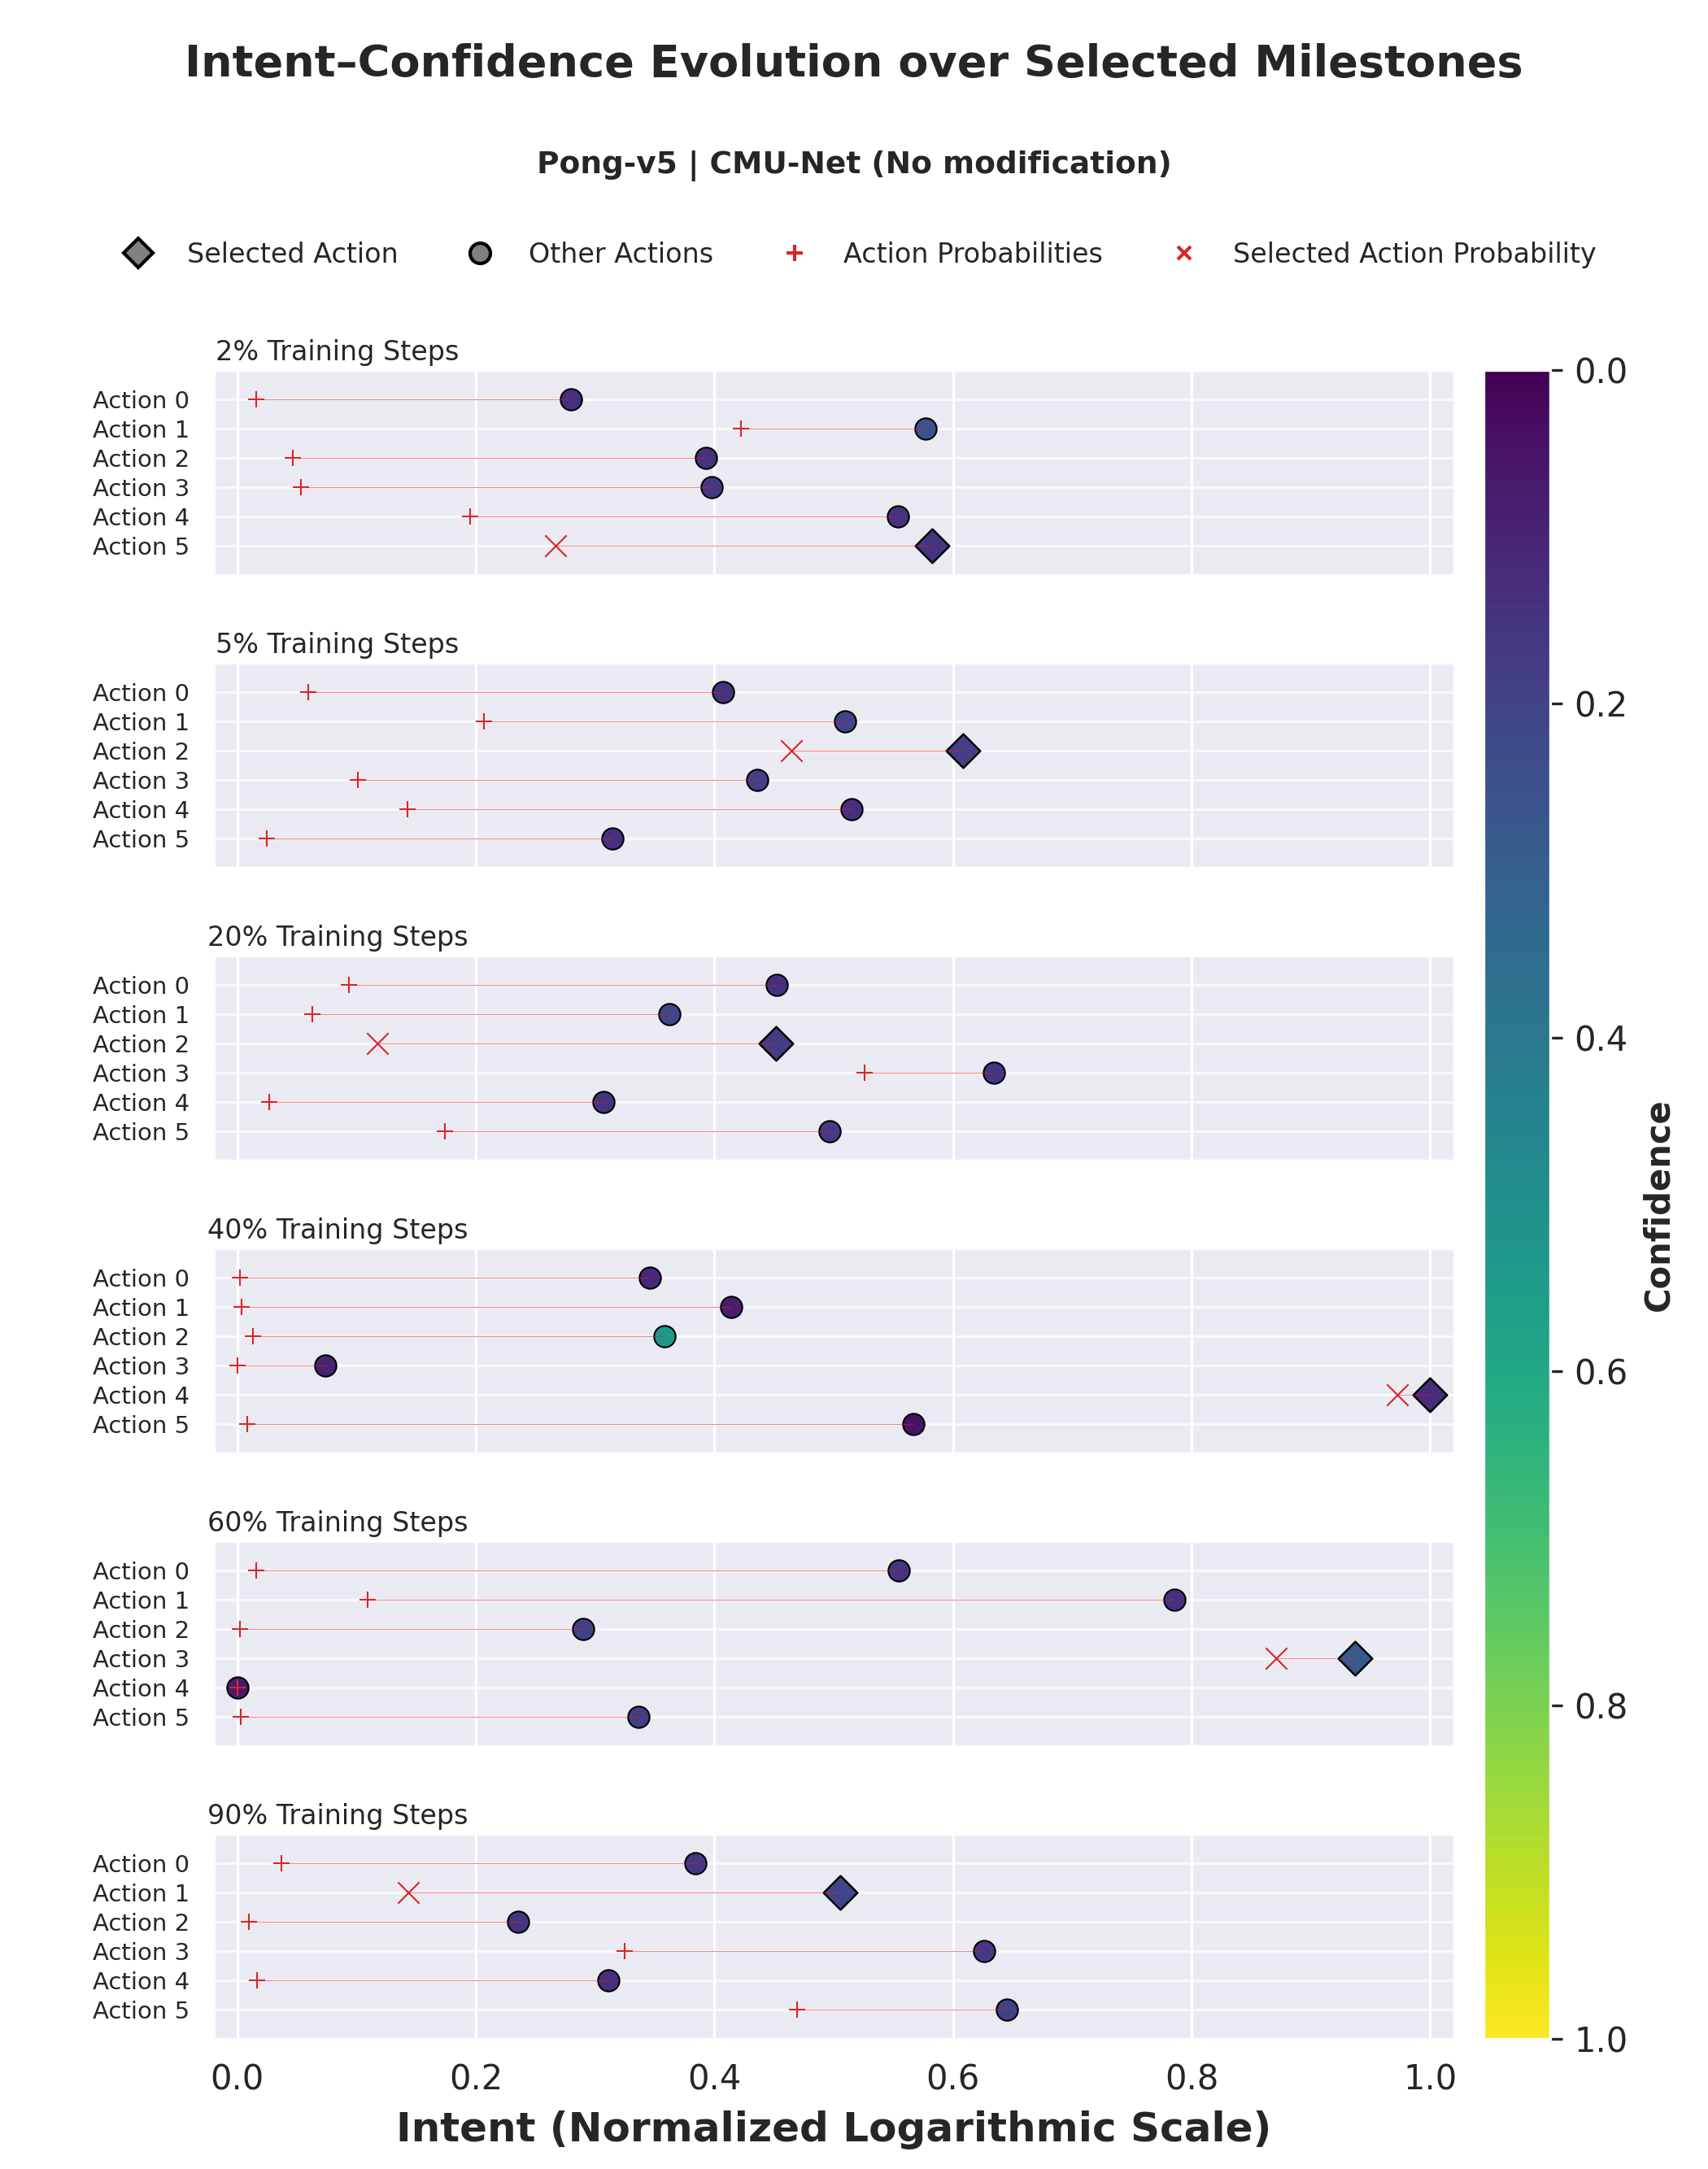 Intent–Confidence Evolution over Selected Milestones
Pong-v5 | CMU-Net (No modification)
Selected Action Other Actions Action Probabilities Selected Action Probability
2% Training Steps
Action 0
Action 1
Action 2
Action 3
Action 4
Action 5
5% Training Steps
Action 0
Action 1
Action 2
Action 3
Action 4
Action 5
20% Training Steps
Action 0
Action 1
Action 2
Action 3
Action 4
Action 5
40% Training Steps
Action 0
Action 1
Action 2
Action 3
Action 4
Action 5
60% Training Steps
Action 0
Action 1
Action 2
Action 3
Action 4
Action 5
90% Training Steps
Action 0
Action 1
Action 2
Action 3
Action 4
Action 5
0.0 0.2 0.4 0.6 0.8 1.0
Intent (Normalized Logarithmic Scale)
0.0
0.2
0.4
0.6
0.8
1.0
Confidence